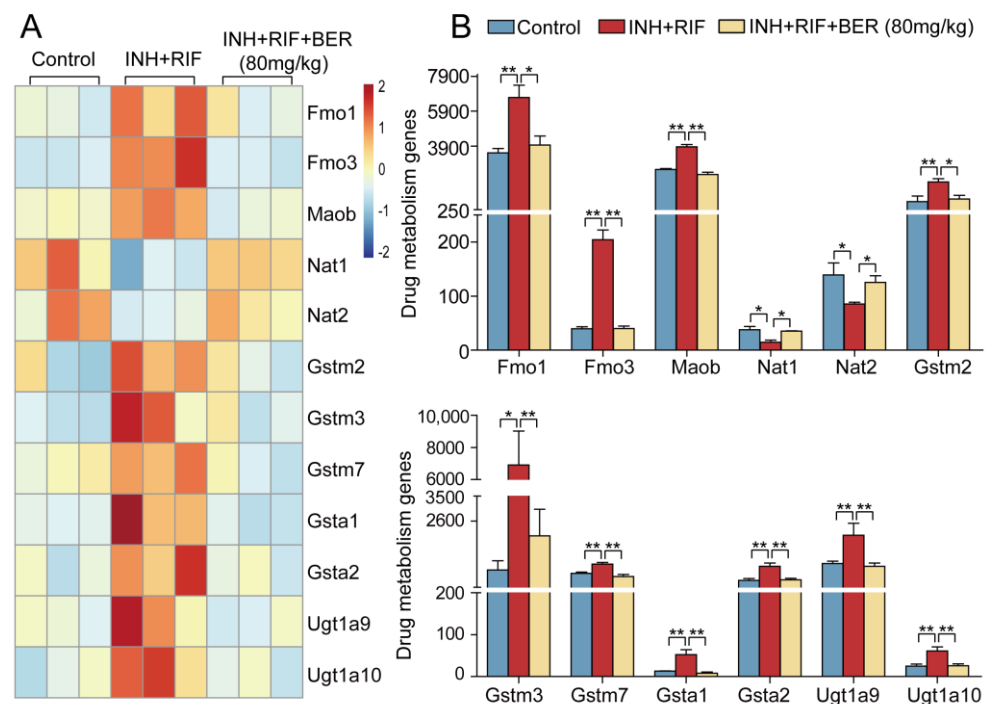 A
Control
INH+RIF
INH+RIF+BER
(80mg/kg)
2
1
0
-1
-2
Fmo1
Fmo3
Maob
Nat1
Nat2
Gstm2
Gstm3
Gstm7
Gsta1
Gsta2
Ugt1a9
Ugt1a10
B
Control INH+RIF INH+RIF+BER (80mg/kg)
Drug metabolism genes
7900
5900
3900
250
200
100
0
** *
** **
** **
* *
* *
** *
Fmo1 Fmo3 Maob Nat1 Nat2 Gstm2
Drug metabolism genes
10,000
8000
6000
3500
2600
200
100
0
* **
** **
** **
** **
** **
** **
Gstm3 Gstm7 Gsta1 Gsta2 Ugt1a9 Ugt1a10